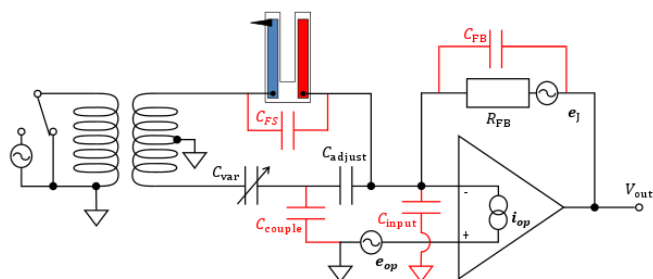 C_FB
C_FS
R_FB
e_J
C_var
C_adjust
-
V_out
C_couple
C_input
i_op
+
e_op